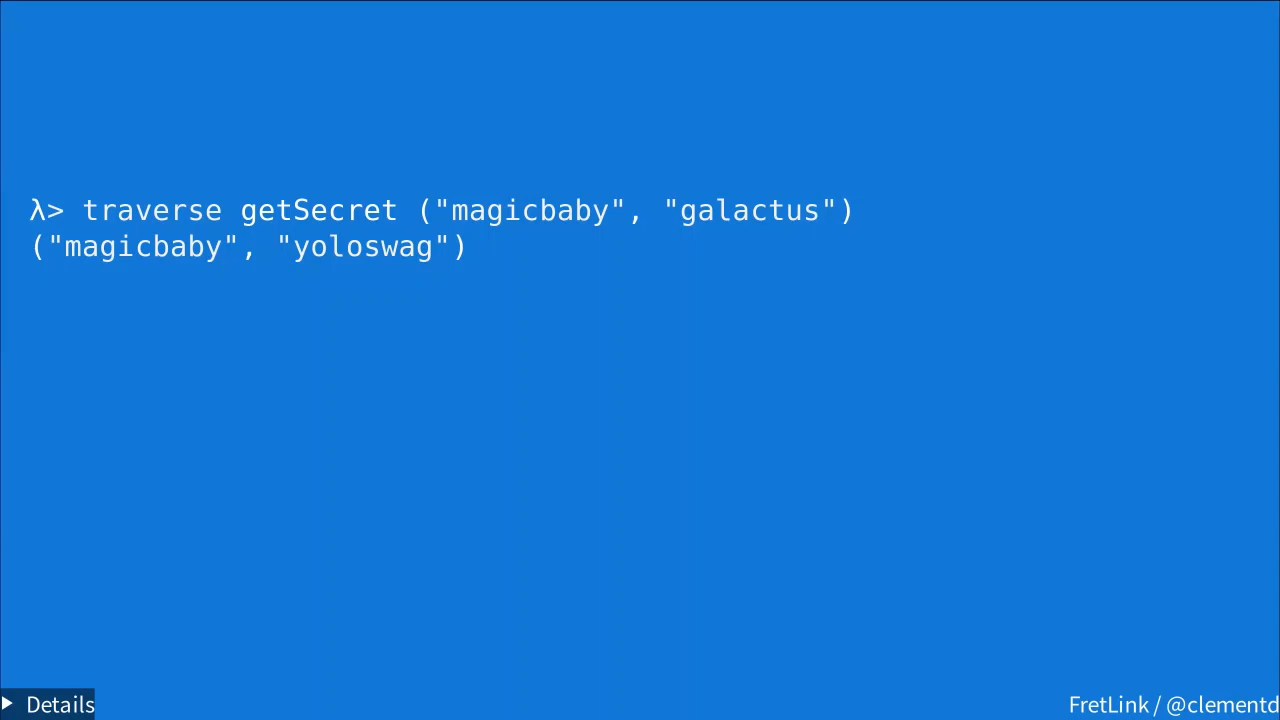 λ> traverse getSecret ("magicbaby", "galactus")
("magicbaby", "yoloswag")
Details
FretLink / @clementd